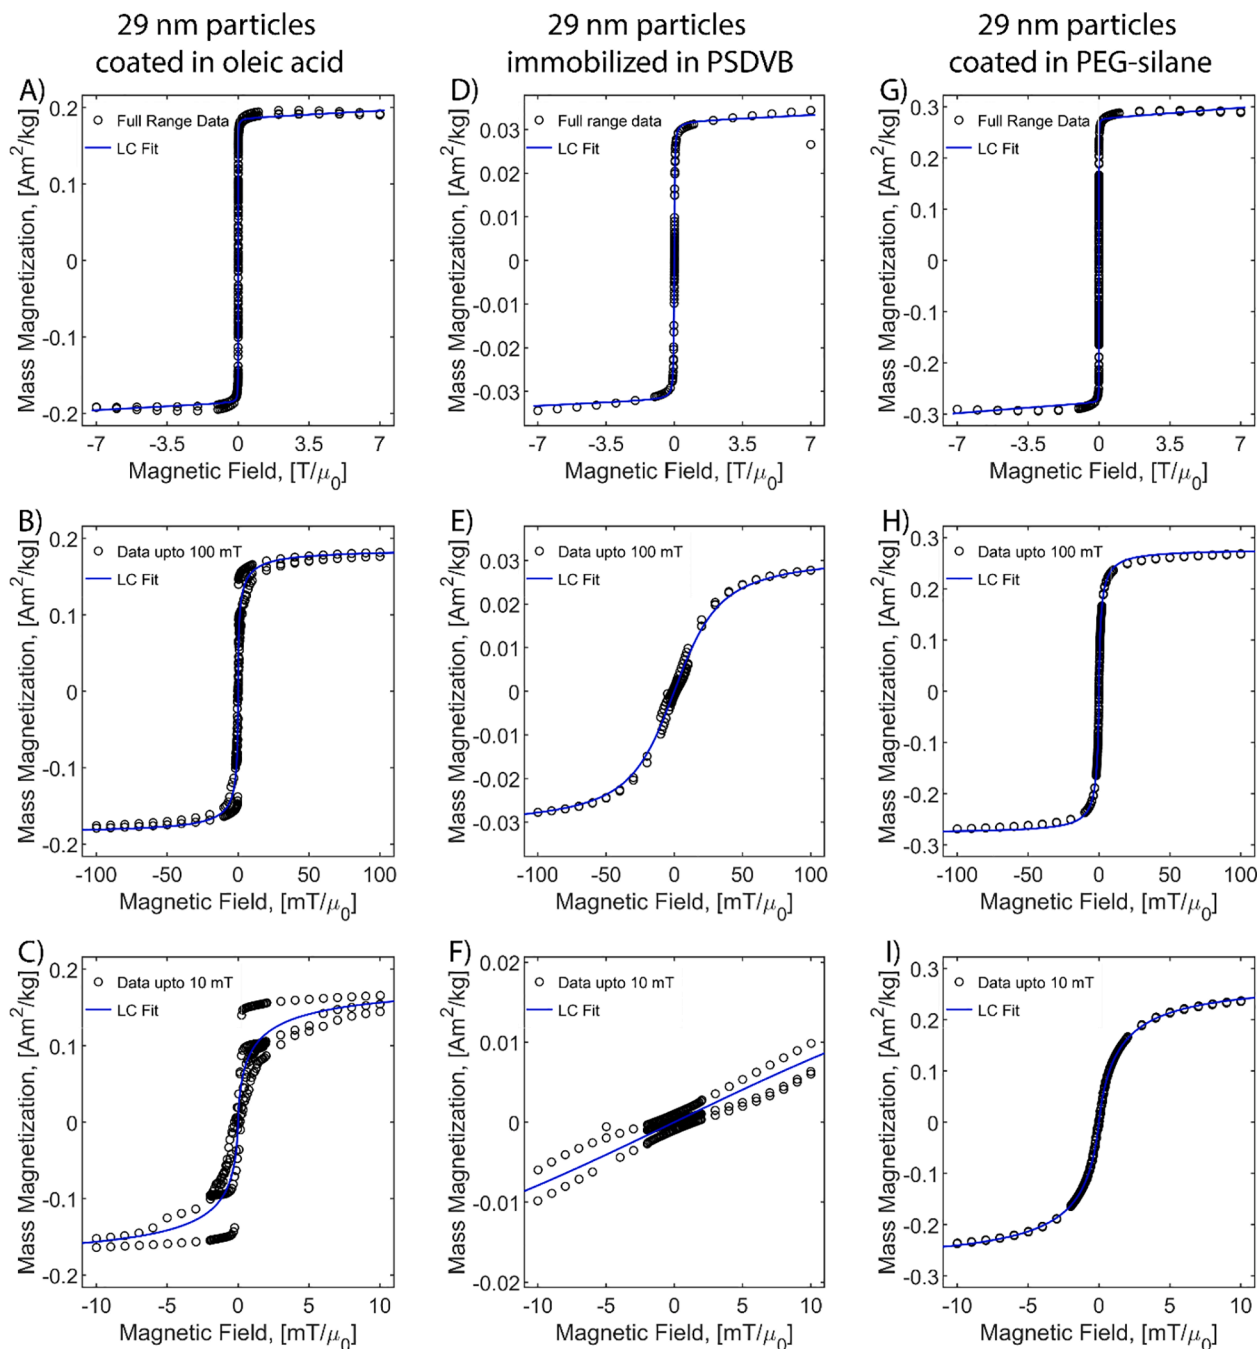 29 nm particles
coated in oleic acid
29 nm particles
immobilized in PSDVB
29 nm particles
coated in PEG-silane
A)
Mass Magnetization, [Am²/kg]
0.2
0.1
0
-0.1
-0.2
Full Range Data
LC Fit
-7 -3.5 0 3.5 7
Magnetic Field, [T/μ₀]
D)
Mass Magnetization, [Am²/kg]
0.03
0.02
0.01
0
-0.01
-0.02
-0.03
Full range data
LC Fit
-7 -3.5 0 3.5 7
Magnetic Field, [T/μ₀]
G)
Mass Magnetization, [Am²/kg]
0.3
0.2
0.1
0
-0.1
-0.2
-0.3
Full Range Data
LC Fit
-7 -3.5 0 3.5 7
Magnetic Field, [T/μ₀]
B)
Mass Magnetization, [Am²/kg]
0.2
0.1
0
-0.1
-0.2
Data upto 100 mT
LC Fit
-100 -50 0 50 100
Magnetic Field, [mT/μ₀]
E)
Mass Magnetization, [Am²/kg]
0.03
0.02
0.01
0
-0.01
-0.02
-0.03
Data upto 100 mT
LC Fit
-100 -50 0 50 100
Magnetic Field, [mT/μ₀]
H)
Mass Magnetization, [Am²/kg]
0.3
0.2
0.1
0
-0.1
-0.2
-0.3
Data upto 100 mT
LC Fit
-100 -50 0 50 100
Magnetic Field, [mT/μ₀]
C)
Mass Magnetization, [Am²/kg]
0.2
0.1
0
-0.1
-0.2
Data upto 10 mT
LC Fit
-10 -5 0 5 10
Magnetic Field, [mT/μ₀]
F)
Mass Magnetization, [Am²/kg]
0.02
0.01
0
-0.01
-0.02
Data upto 10 mT
LC Fit
-10 -5 0 5 10
Magnetic Field, [mT/μ₀]
I)
Mass Magnetization, [Am²/kg]
0.3
0.2
0.1
0
-0.1
-0.2
-0.3
Data upto 10 mT
LC Fit
-10 -5 0 5 10
Magnetic Field, [mT/μ₀]